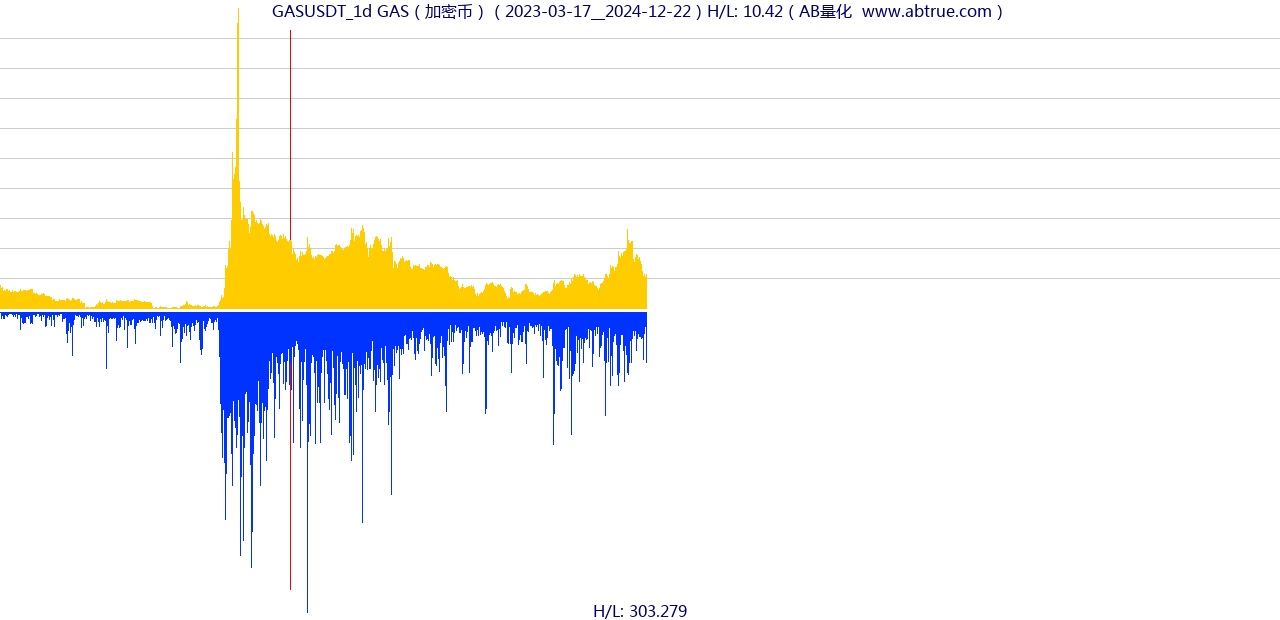 GASUSDT_1d GAS（加密币）（2023-03-17__2024-12-22）H/L: 10.42（AB量化  www.abtrue.com）
H/L: 303.279